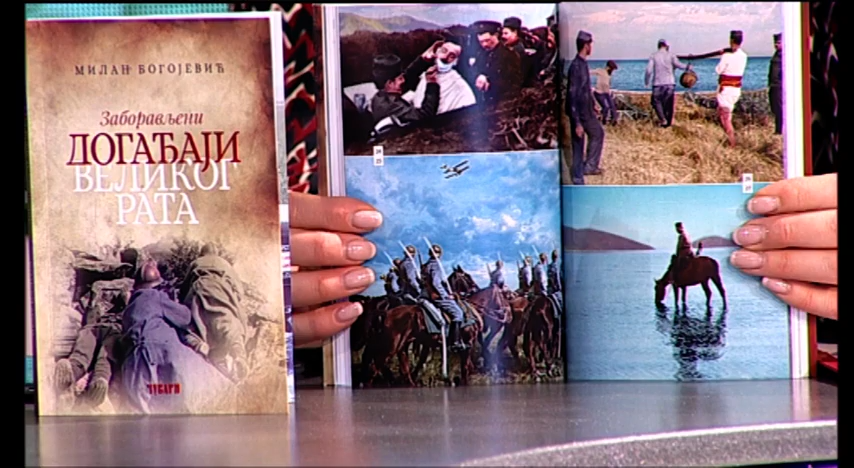 МИЛАН БОГОЈЕВИЋ
Заборављени
ДОГАЂАЈИ
ВЕЛИКОГ
РАТА